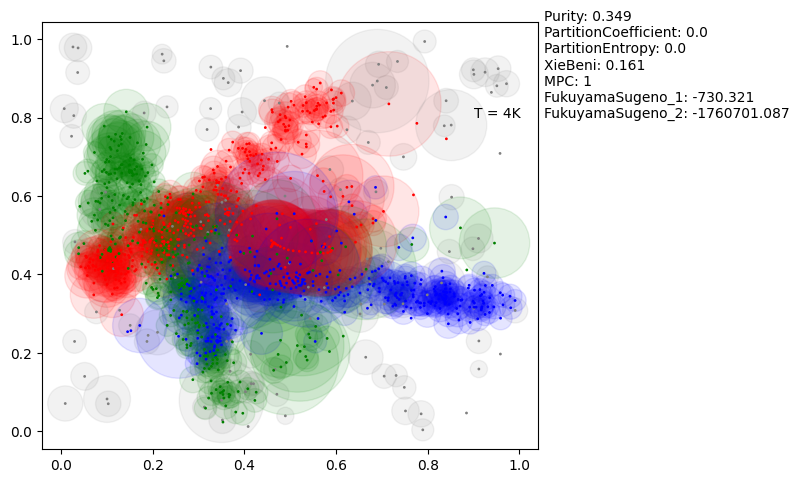 Purity: 0.349
PartitionCoefficient: 0.0
PartitionEntropy: 0.0
XieBeni: 0.161
MPC: 1
FukuyamaSugeno_1: -730.321
FukuyamaSugeno_2: -1760701.087
T = 4K
1.0
0.8
0.6
0.4
0.2
0.0
0.0 0.2 0.4 0.6 0.8 1.0